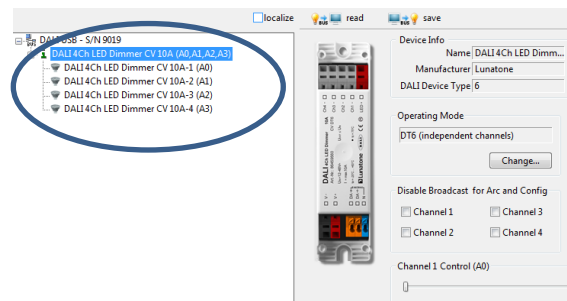 localize
read
save
DALI USB - S/N 9019
DALI 4Ch LED Dimmer CV 10A (A0,A1,A2,A3)
DALI 4Ch LED Dimmer CV 10A-1 (A0)
DALI 4Ch LED Dimmer CV 10A-2 (A1)
DALI 4Ch LED Dimmer CV 10A-3 (A2)
DALI 4Ch LED Dimmer CV 10A-4 (A3)
DALI 4ch LED Dimmer 10A
Lunatone
Device Info
Name DALI 4Ch LED Dimm...
Manufacturer Lunatone
DALI Device Type 6
Operating Mode
DT6 (independent channels)
Change...
Disable Broadcast for Arc and Config
Channel 1 Channel 3
Channel 2 Channel 4
Channel 1 Control (A0)